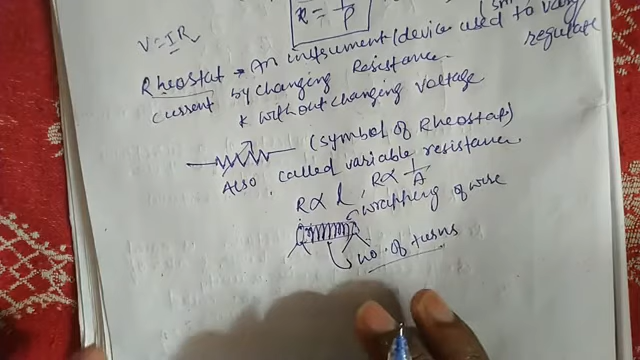 V=IR
Rheostat → An instrument/device used to vary
regulate
current by changing Resistance
* without changing Voltage
(symbol of Rheostat)
Also called variable resistance
R∝l, R∝1/A
wrapping of wire
no. of turns